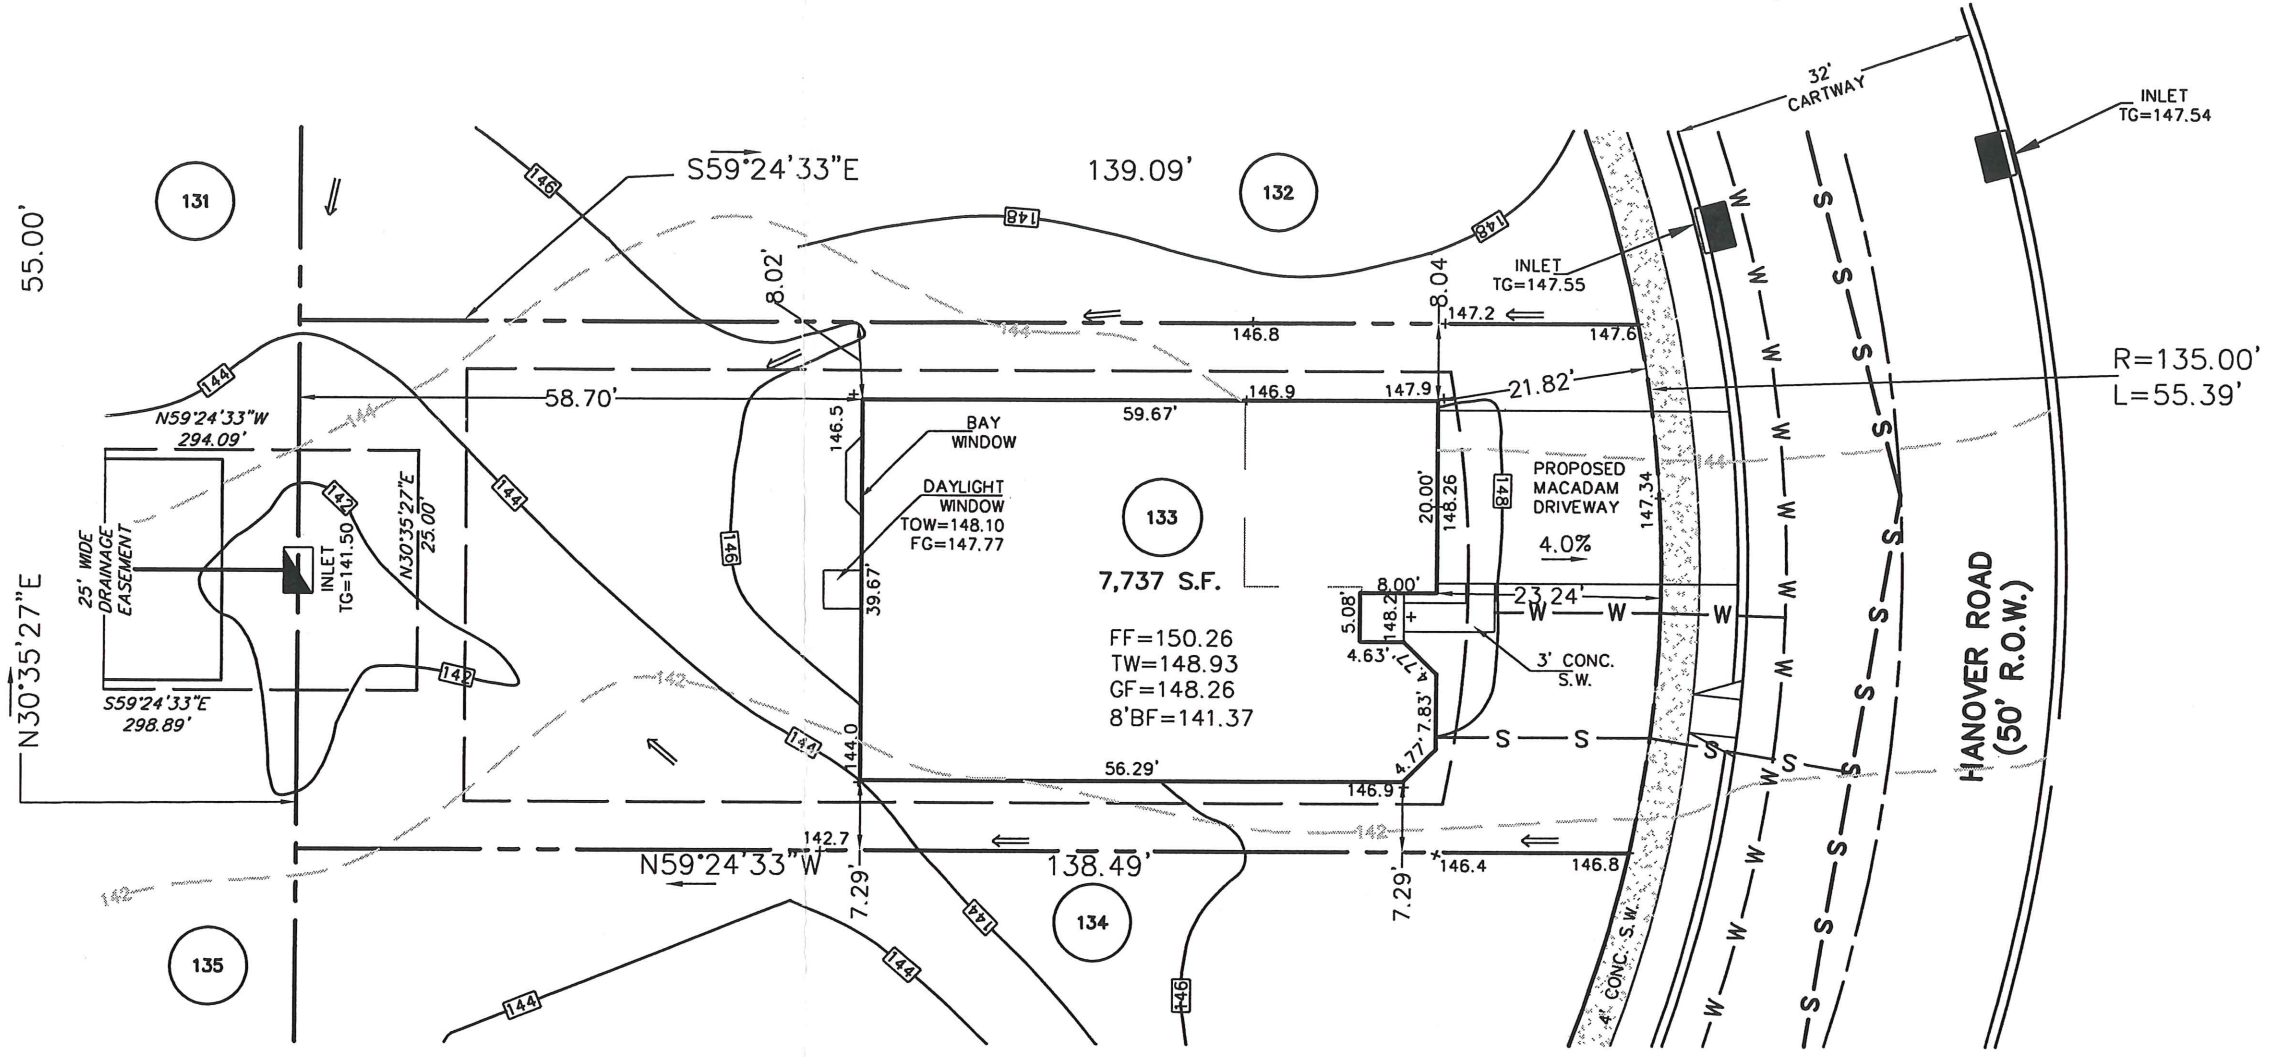 32'
CARTWAY
INLET
TG=147.54
131
S59°24'33"E
139.09'
132
146
148
148
55.00'
8.02'
8.04
INLET
TG=147.55
144
147.2
146.8
147.6
R=135.00'
L=55.39'
144
144
58.70'
146.5
59.67'
146.9
147.9
21.82'
N59°24'33"W
294.09'
BAY
WINDOW
DAYLIGHT
WINDOW
TOW=148.10
FG=147.77
144
142
N30°35'27"E
25.00'
INLET
TG=141.50
25' WIDE
DRAINAGE
EASEMENT
146
39.67'
133
7,737 S.F.
20.00'
148.26
148
PROPOSED
MACADAM
DRIVEWAY
4.0%
147.34
144
8.00'
5.08'
148.2
23.24'
W W W
4.63'
4.77'
7.83'
4.77'
3' CONC.
S.W.
FF=150.26
TW=148.93
GF=148.26
8'BF=141.37
N30°35'27"E
S59°24'33"E
298.89'
142
142
144
144.0
56.29'
146.9
S S S S
HANOVER ROAD
(50' R.O.W.)
142
142.7
N59°24'33"W
138.49'
7.29'
7.29'
146.4
146.8
142
135
134
144
144
144
146
4' CONC. S.W.
W W W W W W W W W W W W
S S S S S S S S S S S S